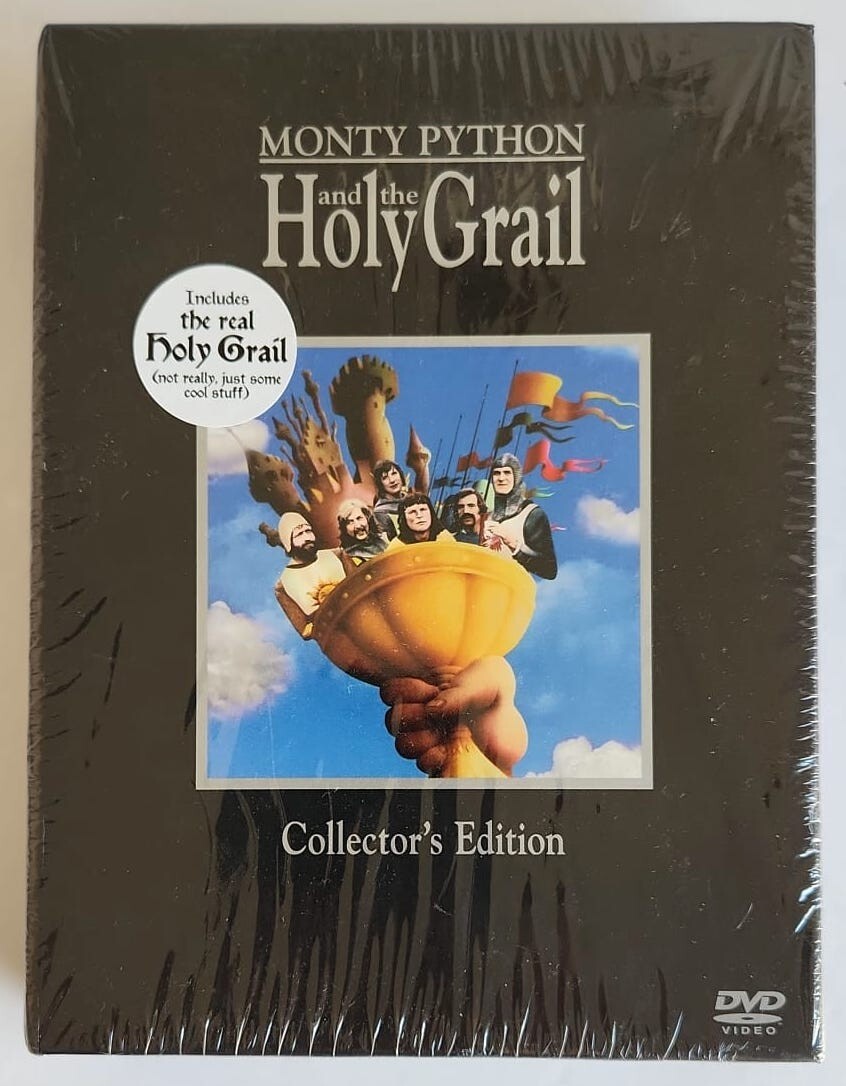 MONTY PYTHON
and the
Holy Grail
Includes
the real
Holy Grail
(not really, just some
cool stuff)
Collector's Edition
DVD
VIDEO